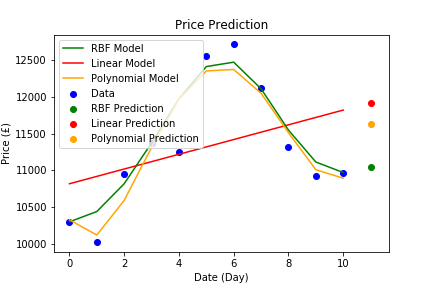 Price Prediction
RBF Model
Linear Model
Polynomial Model
Data
RBF Prediction
Linear Prediction
Polynomial Prediction
Price (£)
12500
12000
11500
11000
10500
10000
0 2 4 6 8 10
Date (Day)